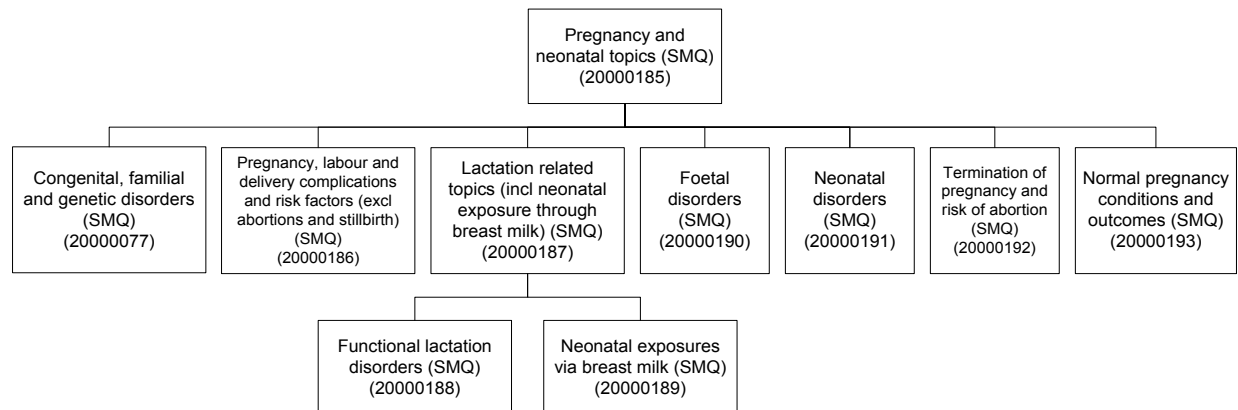 Pregnancy and
neonatal topics (SMQ)
(20000185)
Congenital, familial
and genetic disorders
(SMQ)
(20000077)
Pregnancy, labour and
delivery complications
and risk factors (excl
abortions and stillbirth)
(SMQ)
(20000186)
Lactation related
topics (incl neonatal
exposure through
breast milk) (SMQ)
(20000187)
Foetal
disorders
(SMQ)
(20000190)
Neonatal
disorders
(SMQ)
(20000191)
Termination of
pregnancy and
risk of abortion
(SMQ)
(20000192)
Normal pregnancy
conditions and
outcomes (SMQ)
(20000193)
Functional lactation
disorders (SMQ)
(20000188)
Neonatal exposures
via breast milk (SMQ)
(20000189)